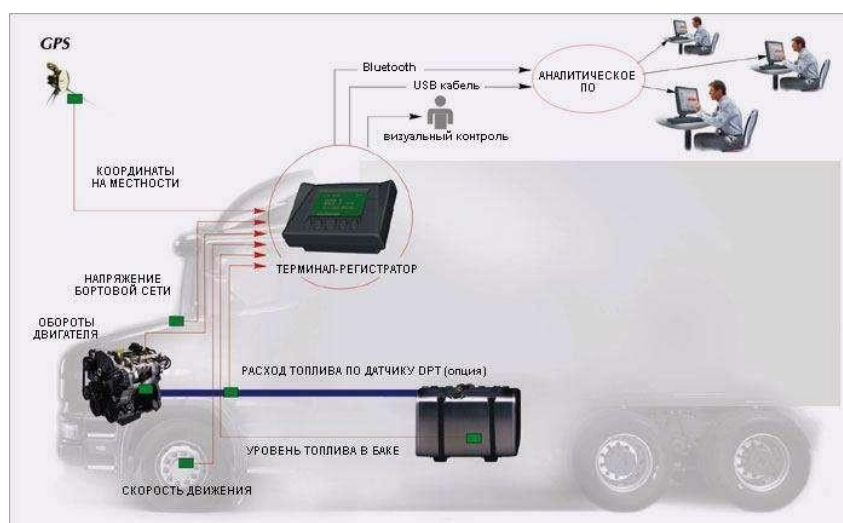 GPS
Bluetooth
USB кабель
АНАЛИТИЧЕСКОЕ
ПО
визуальный контроль
КООРДИНАТЫ
НА МЕСТНОСТИ
ТЕРМИНАЛ-РЕГИСТРАТОР
НАПРЯЖЕНИЕ
БОРТОВОЙ СЕТИ
ОБОРОТЫ
ДВИГАТЕЛЯ
РАСХОД ТОПЛИВА ПО ДАТЧИКУ DPT (опция)
УРОВЕНЬ ТОПЛИВА В БАКЕ
СКОРОСТЬ ДВИЖЕНИЯ